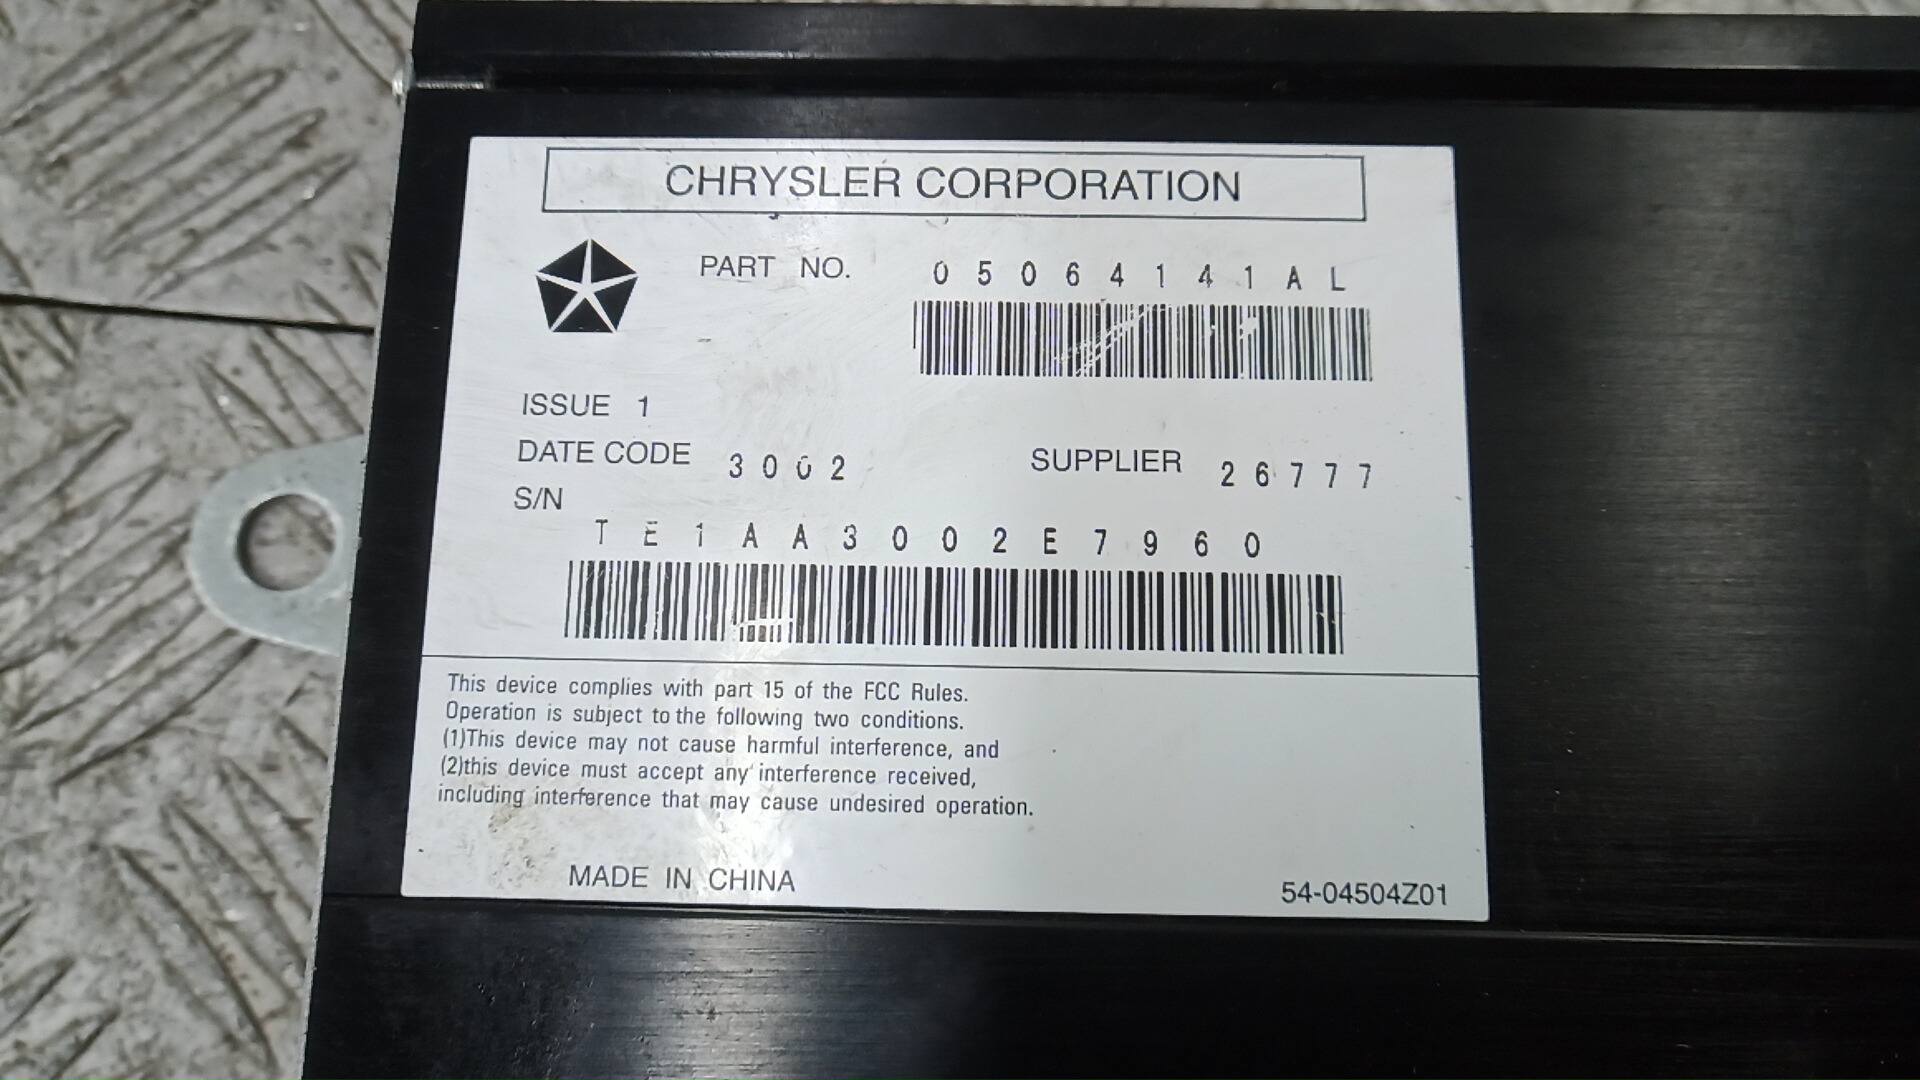 CHRYSLER CORPORATION
PART NO. 05064141AL
ISSUE 1
DATE CODE 3002 SUPPLIER 26777
S/N
TE1AA3002E7960
This device complies with part 15 of the FCC Rules.
Operation is subject to the following two conditions.
(1)This device may not cause harmful interference, and
(2)this device must accept any interference received,
including interference that may cause undesired operation.
MADE IN CHINA 54-04504Z01